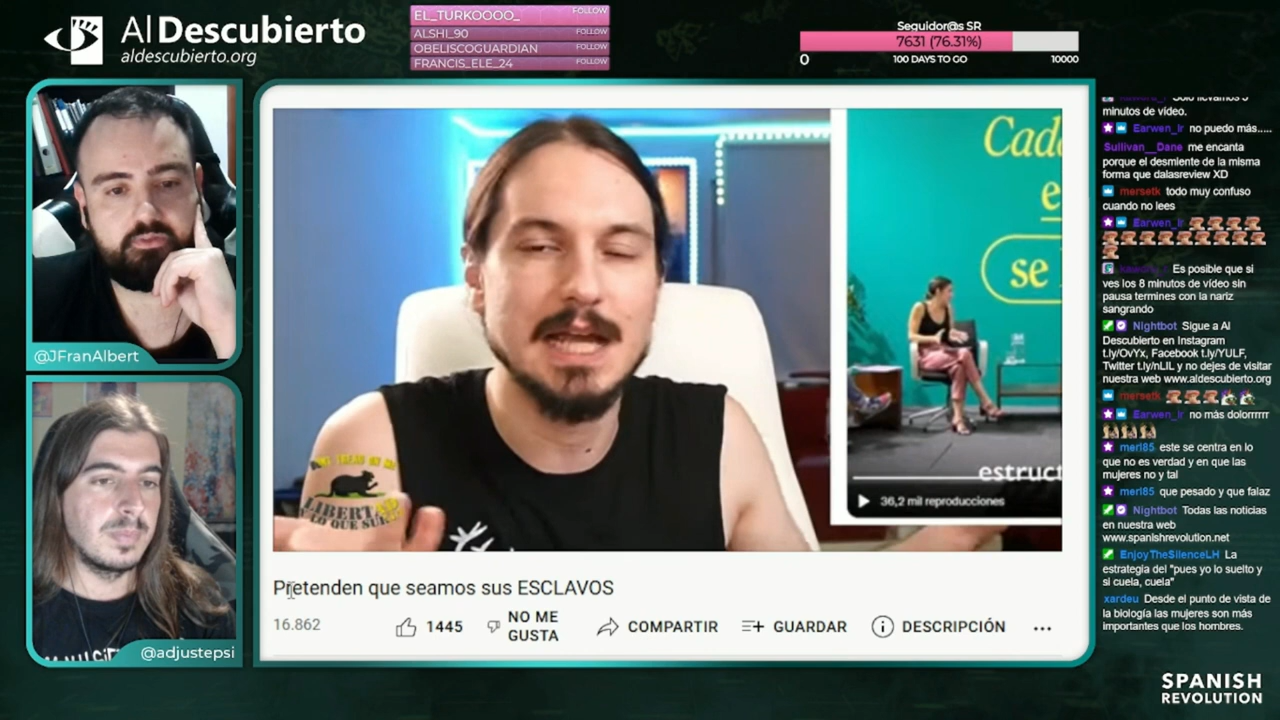 Al Descubierto
aldescubierto.org
EL_TURKOOOO_ FOLLOW
ALSHI_90 FOLLOW
OBELISCOGUARDIAN FOLLOW
FRANCIS_ELE_24 FOLLOW
Seguidor@s SR
7631 (76.31%)
0 100 DAYS TO GO 10000
@JFranAlbert
@adjustepsi
LIBERTAD
Cada
e
se
estruct
36,2 mil reproducciones
Pretenden que seamos sus ESCLAVOS
16.862
1445
NO ME
GUSTA
COMPARTIR
GUARDAR
DESCRIPCIÓN
minutos de vídeo.
Earwen_ir no puedo más.....
Sullivan__Dane me encanta
porque el desmiente de la misma
forma que dalasreview XD
mersetk todo muy confuso
cuando no lees
Earwen_ir
Es posible que si
ves los 8 minutos de vídeo sin
pausa termines con la nariz
sangrando
Nightbot Sigue a Al
Descubierto en Instagram
t.ly/OvYx, Facebook t.ly/YULF,
Twitter t.ly/nLIL y no dejes de visitar
nuestra web www.aldescubierto.org
mersetk
Earwen_ir no más dolorrrrrr
merl85 este se centra en lo
que no es verdad y en que las
mujeres no y tal
merl85 que pesado y que falaz
Nightbot Todas las noticias
en nuestra web
www.spanishrevolution.net
EnjoyTheSilenceLH La
estrategia del "pues yo lo suelto y
si cuela, cuela"
xardeu Desde el punto de vista de
la biología las mujeres son más
importantes que los hombres.
SPANISH
REVOLUTION